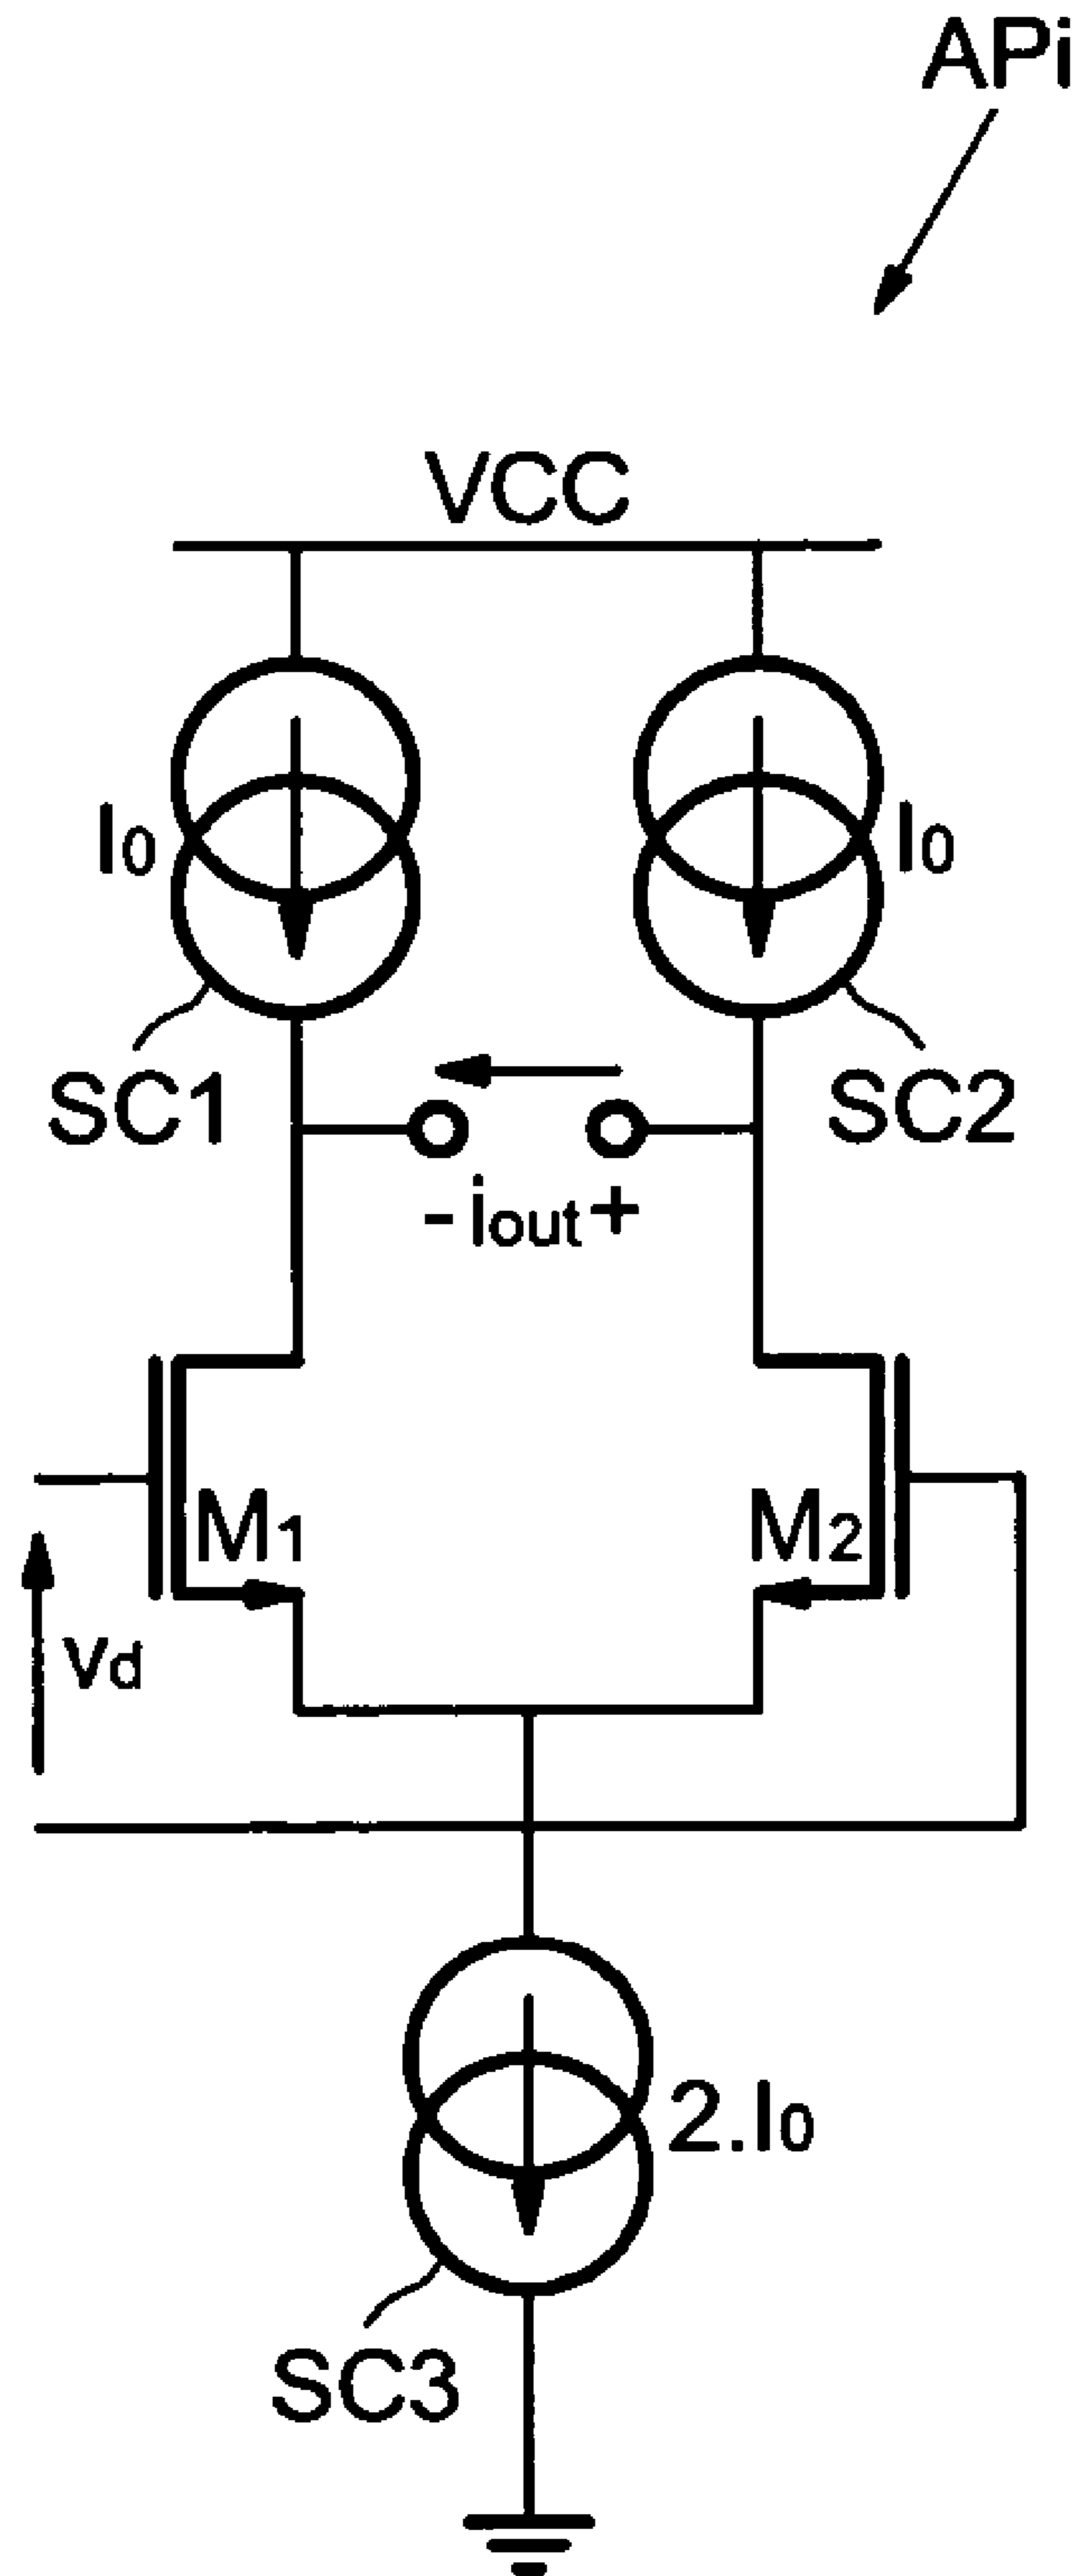 APi
VCC
I0 I0
SC1 SC2
- iout +
M1 M2
vd
2.I0
SC3